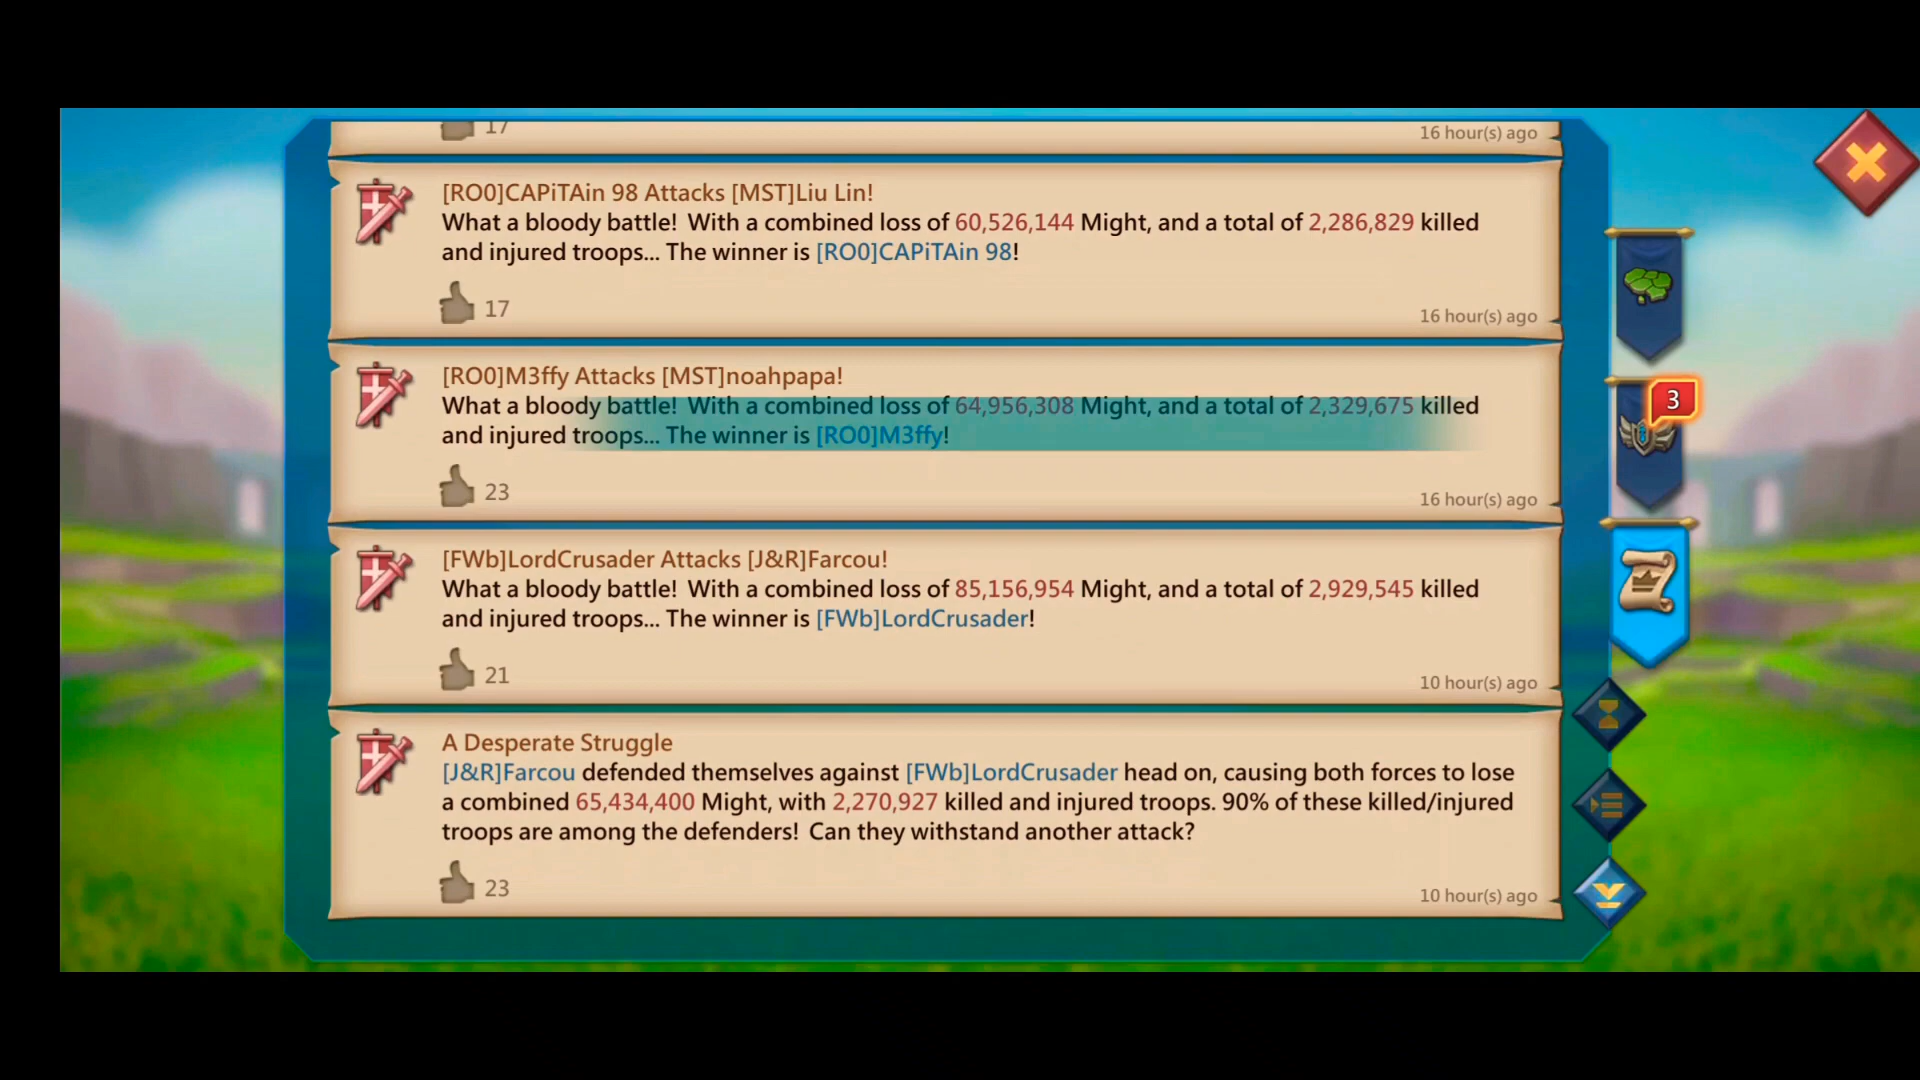 17
16 hour(s) ago
[RO0]CAPiTAin 98 Attacks [MST]Liu Lin!
What a bloody battle! With a combined loss of 60,526,144 Might, and a total of 2,286,829 killed
and injured troops... The winner is [RO0]CAPiTAin 98!
17
16 hour(s) ago
[RO0]M3ffy Attacks [MST]noahpapa!
What a bloody battle! With a combined loss of 64,956,308 Might, and a total of 2,329,675 killed
and injured troops... The winner is [RO0]M3ffy!
23
16 hour(s) ago
3
[FWb]LordCrusader Attacks [J&R]Farcou!
What a bloody battle! With a combined loss of 85,156,954 Might, and a total of 2,929,545 killed
and injured troops... The winner is [FWb]LordCrusader!
21
10 hour(s) ago
A Desperate Struggle
[J&R]Farcou defended themselves against [FWb]LordCrusader head on, causing both forces to lose
a combined 65,434,400 Might, with 2,270,927 killed and injured troops. 90% of these killed/injured
troops are among the defenders! Can they withstand another attack?
23
10 hour(s) ago